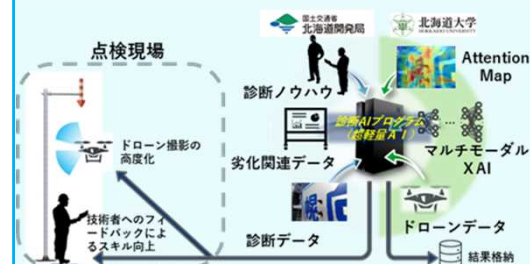 国土交通省
北海道開発局
北海道大学
HOKKAIDO UNIVERSITY
点検現場
診断ノウハウ
Attention
Map
診断AIプログラム
(超軽量AI)
劣化関連データ
マルチモーダル
XAI
ドローン撮影の
高度化
技術者へのフィ
ードバックによ
るスキル向上
診断データ
ドローンデータ
結果格納